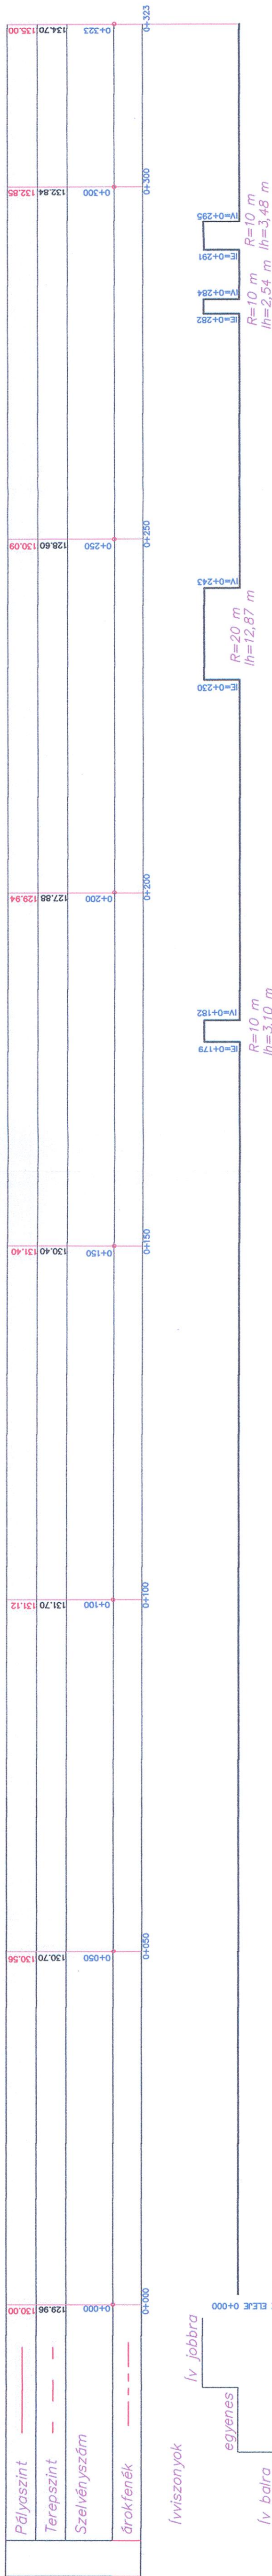 Pályaszint
130.00 130.56 131.12 131.40 129.94 130.09 132.85 135.00
Terepszint
129.96 130.70 131.70 130.40 127.88 128.60 132.84 134.70
Szelvényszám
0+000 0+050 0+100 0+150 0+200 0+250 0+300 0+323
árokfenék
0+000 0+050 0+100 0+150 0+200 0+250 0+300 0+323
Ívviszonyok
Ív jobbra
egyenes
Ív balra
ELEJE 0+000
IE=0+179 IV=0+182
R=10 m
Ih=3,10 m
IE=0+230 IV=0+243
R=20 m
Ih=12,87 m
IE=0+282 IV=0+284
R=10 m
Ih=2,54 m
IE=0+291 IV=0+295
R=10 m
Ih=3,48 m